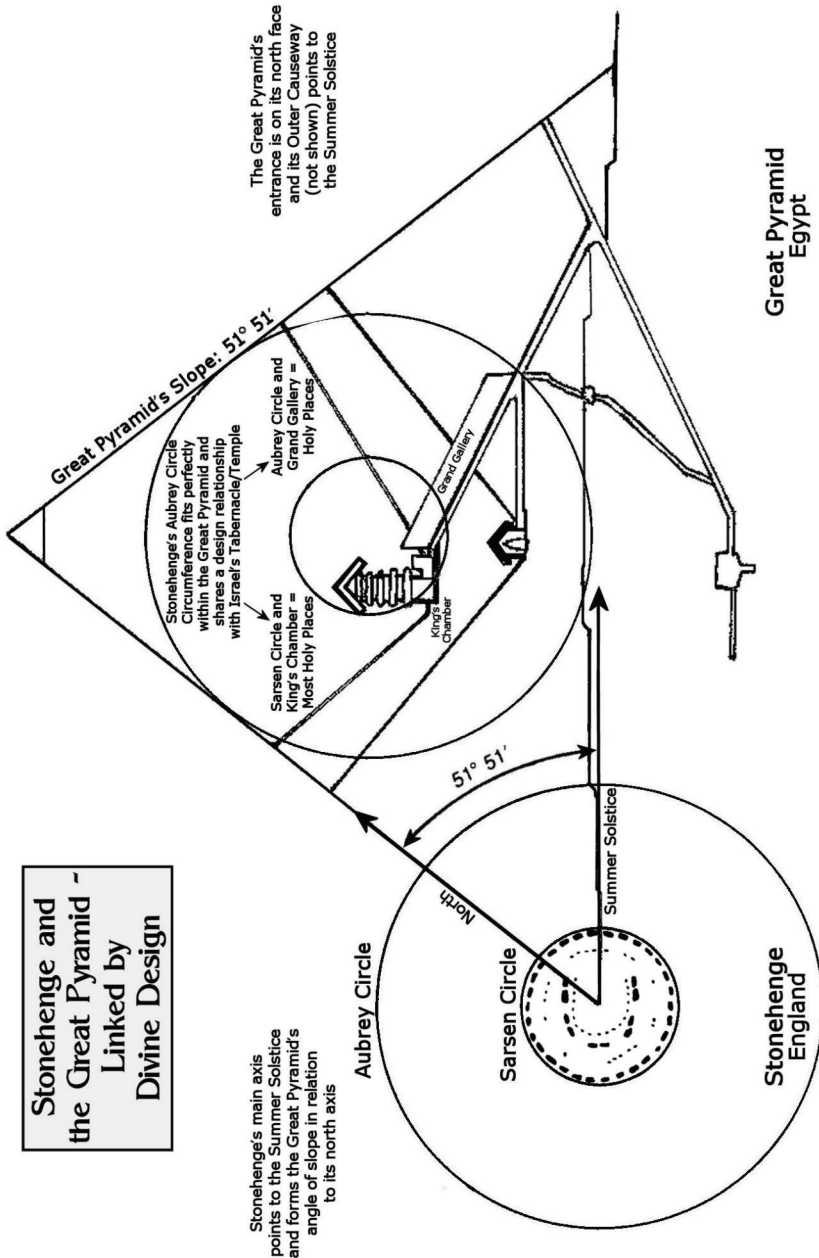 Stonehenge and
the Great Pyramid ~
Linked by
Divine Design
Stonehenge's main axis
points to the Summer Solstice
and forms the Great Pyramid's
angle of slope in relation
to its north axis
The Great Pyramid's
entrance is on its north face
and its Outer Causeway
(not shown) points to
the Summer Solstice
Great Pyramid's Slope: 51° 51'
Stonehenge's Aubrey Circle
Circumference fits perfectly
within the Great Pyramid and
shares a design relationship
with Israel's Tabernacle/Temple
Sarsen Circle and
King's Chamber =
Most Holy Places
Aubrey Circle and
Grand Gallery =
Holy Places
Grand Gallery
King's
Chamber
51° 51'
North
Summer Solstice
Aubrey Circle
Sarsen Circle
Stonehenge
England
Great Pyramid
Egypt